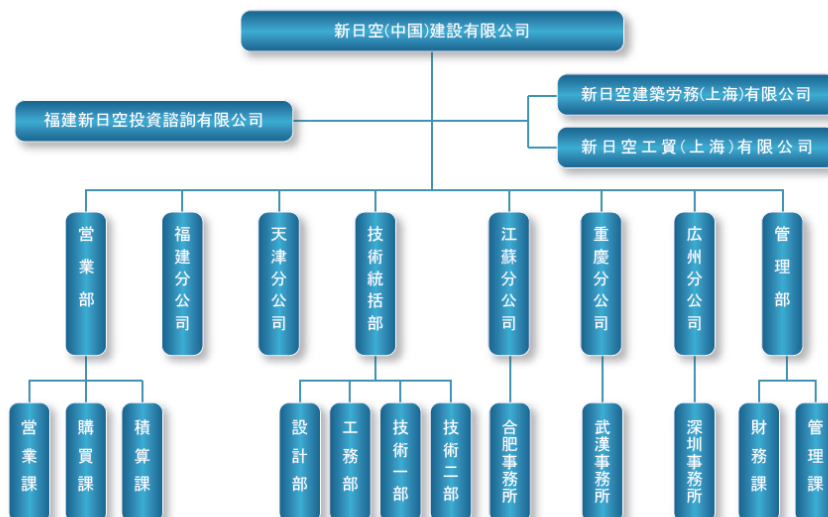 新日空(中国)建設有限公司
新日空建築労務(上海)有限公司
福建新日空投資諮詢有限公司
新日空工貿(上海)有限公司
営業部
福建分公司
天津分公司
技術統括部
江蘇分公司
重慶分公司
広州分公司
管理部
営業課
購買課
積算課
設計部
工務部
技術一部
技術二部
合肥事務所
武漢事務所
深圳事務所
財務課
管理課